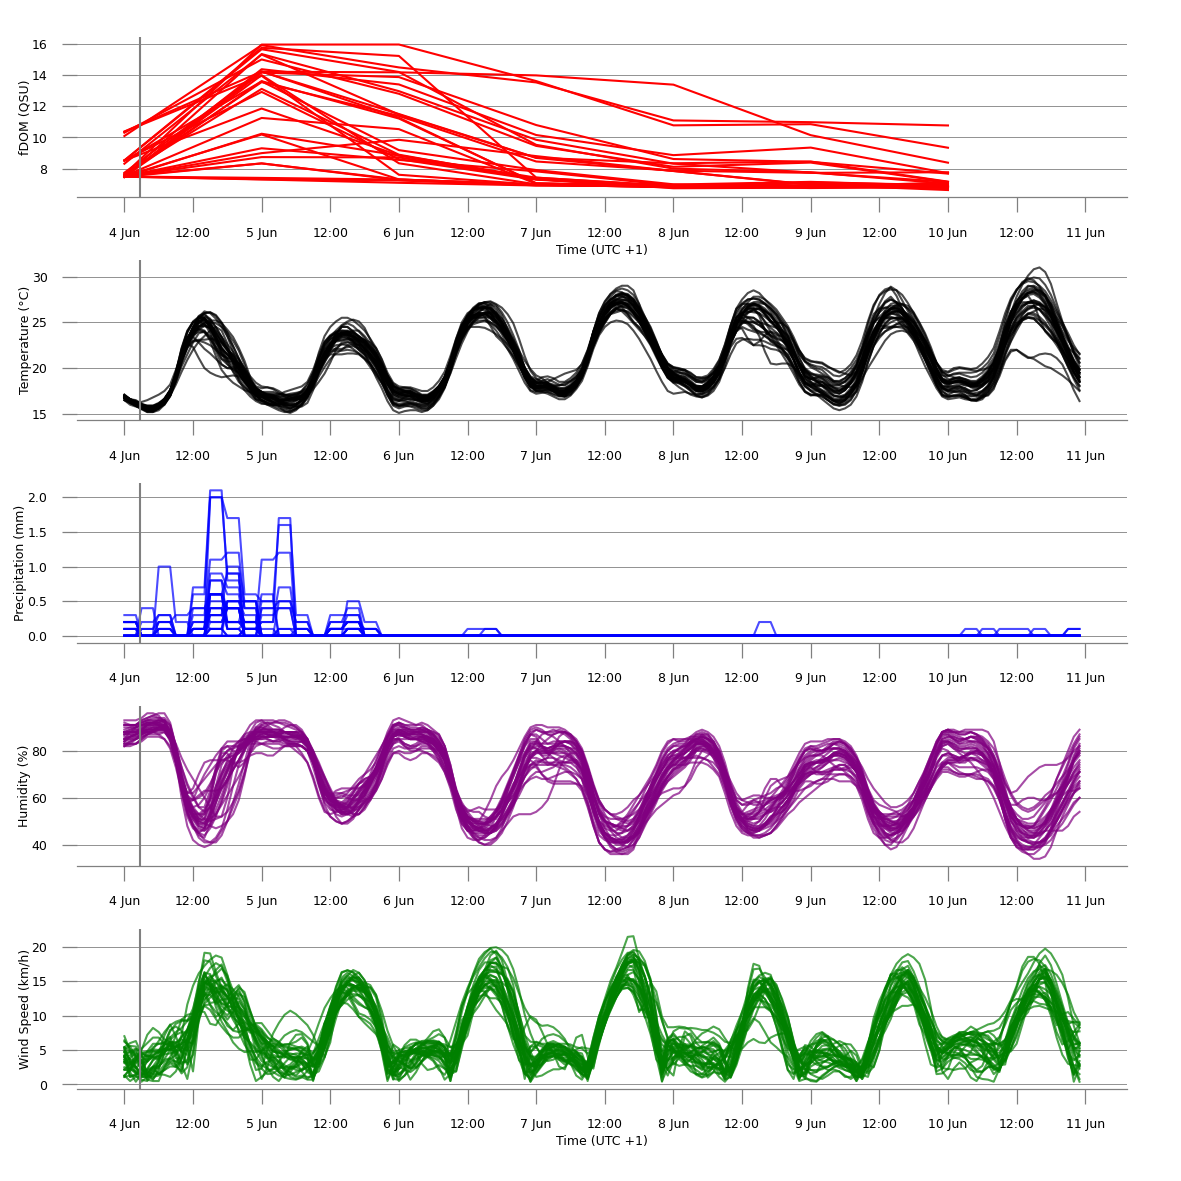 fDOM (QSU)
16
14
12
10
8
4 Jun 12:00 5 Jun 12:00 6 Jun 12:00 7 Jun 12:00 8 Jun 12:00 9 Jun 12:00 10 Jun 12:00 11 Jun
Time (UTC +1)
Temperature (°C)
30
25
20
15
4 Jun 12:00 5 Jun 12:00 6 Jun 12:00 7 Jun 12:00 8 Jun 12:00 9 Jun 12:00 10 Jun 12:00 11 Jun
Precipitation (mm)
2.0
1.5
1.0
0.5
0.0
4 Jun 12:00 5 Jun 12:00 6 Jun 12:00 7 Jun 12:00 8 Jun 12:00 9 Jun 12:00 10 Jun 12:00 11 Jun
Humidity (%)
80
60
40
4 Jun 12:00 5 Jun 12:00 6 Jun 12:00 7 Jun 12:00 8 Jun 12:00 9 Jun 12:00 10 Jun 12:00 11 Jun
Wind Speed (km/h)
20
15
10
5
0
4 Jun 12:00 5 Jun 12:00 6 Jun 12:00 7 Jun 12:00 8 Jun 12:00 9 Jun 12:00 10 Jun 12:00 11 Jun
Time (UTC +1)